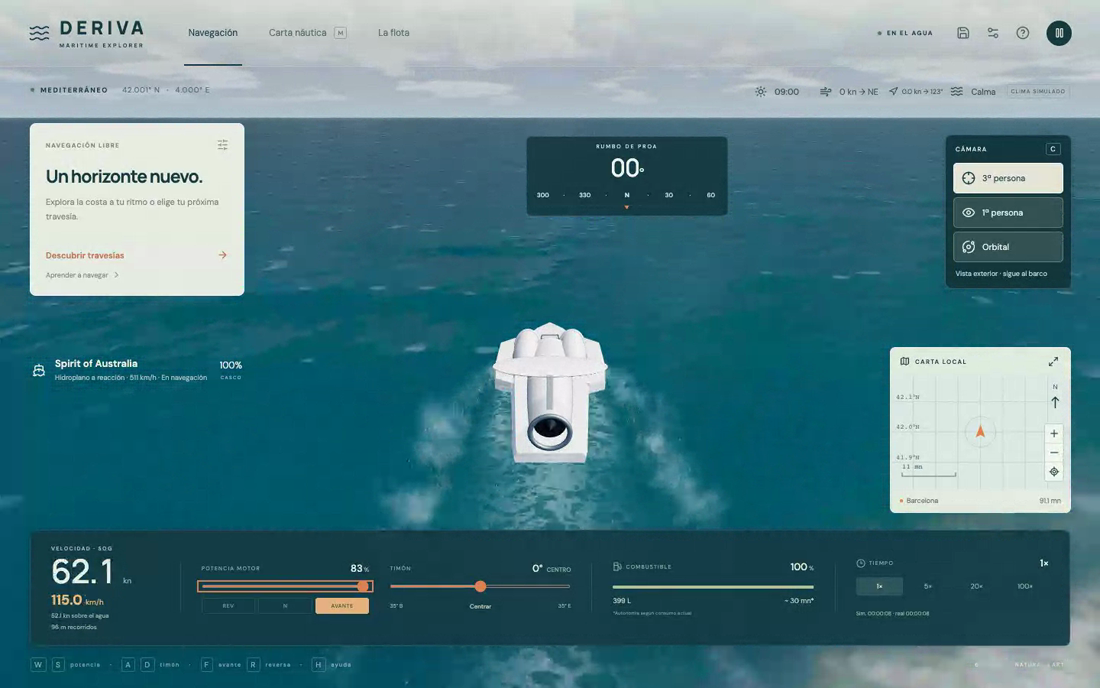 DERIVA
MARITIME EXPLORER
Navegación
Carta náutica M
La flota
EN EL AGUA
MEDITERRÁNEO 42.001° N · 4.000° E
09:00
0 kn → NE
0.0 kn → 123°
Calma
CLIMA SIMULADO
NAVEGACIÓN LIBRE
Un horizonte nuevo.
Explora la costa a tu ritmo o elige tu próxima
travesía.
Descubrir travesías
Aprender a navegar
RUMBO DE PROA
00°
300 · 330 · N · 30 · 60
CÁMARA C
3ª persona
1ª persona
Orbital
Vista exterior · sigue al barco
Spirit of Australia
Hidroplano a reacción · 511 km/h · En navegación
100%
CASCO
CARTA LOCAL
N
42.1°N
42.0°N
41.9°N
11 mn
+
−
Barcelona 91.1 mn
VELOCIDAD · SOG
62.1 kn
115.0 km/h
62.1 kn sobre el agua
96 m recorridos
POTENCIA MOTOR 83%
REV N AVANTE
TIMÓN 0° CENTRO
35° B Centrar 35° E
COMBUSTIBLE 100%
399 L ~ 30 mn*
*Autonomía según consumo actual
TIEMPO 1×
1× 5× 20× 100×
Sim. 00:00:08 · real 00:00:08
W S potencia · A D timón · F avante R reversa · H ayuda